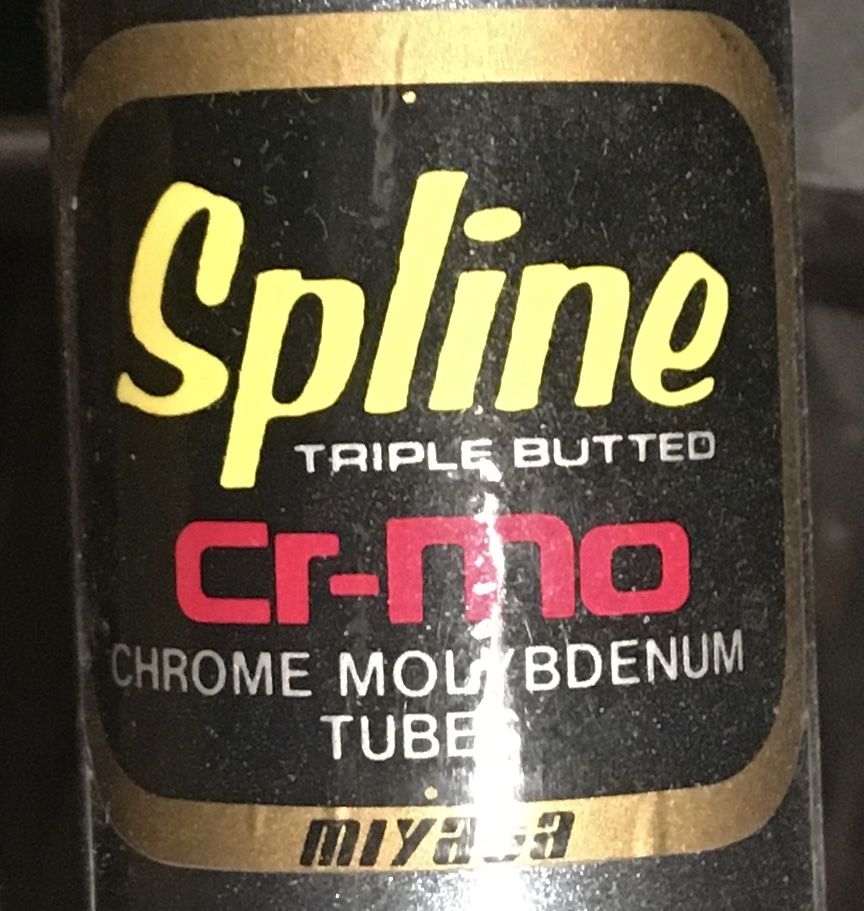 Spline
TRIPLE BUTTED
Cr-mo
CHROME MOLYBDENUM
TUBES
miyata